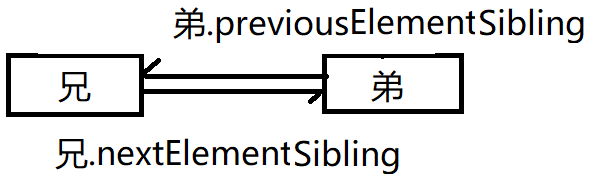 弟.previousElementSibling
兄
弟
兄.nextElementSibling